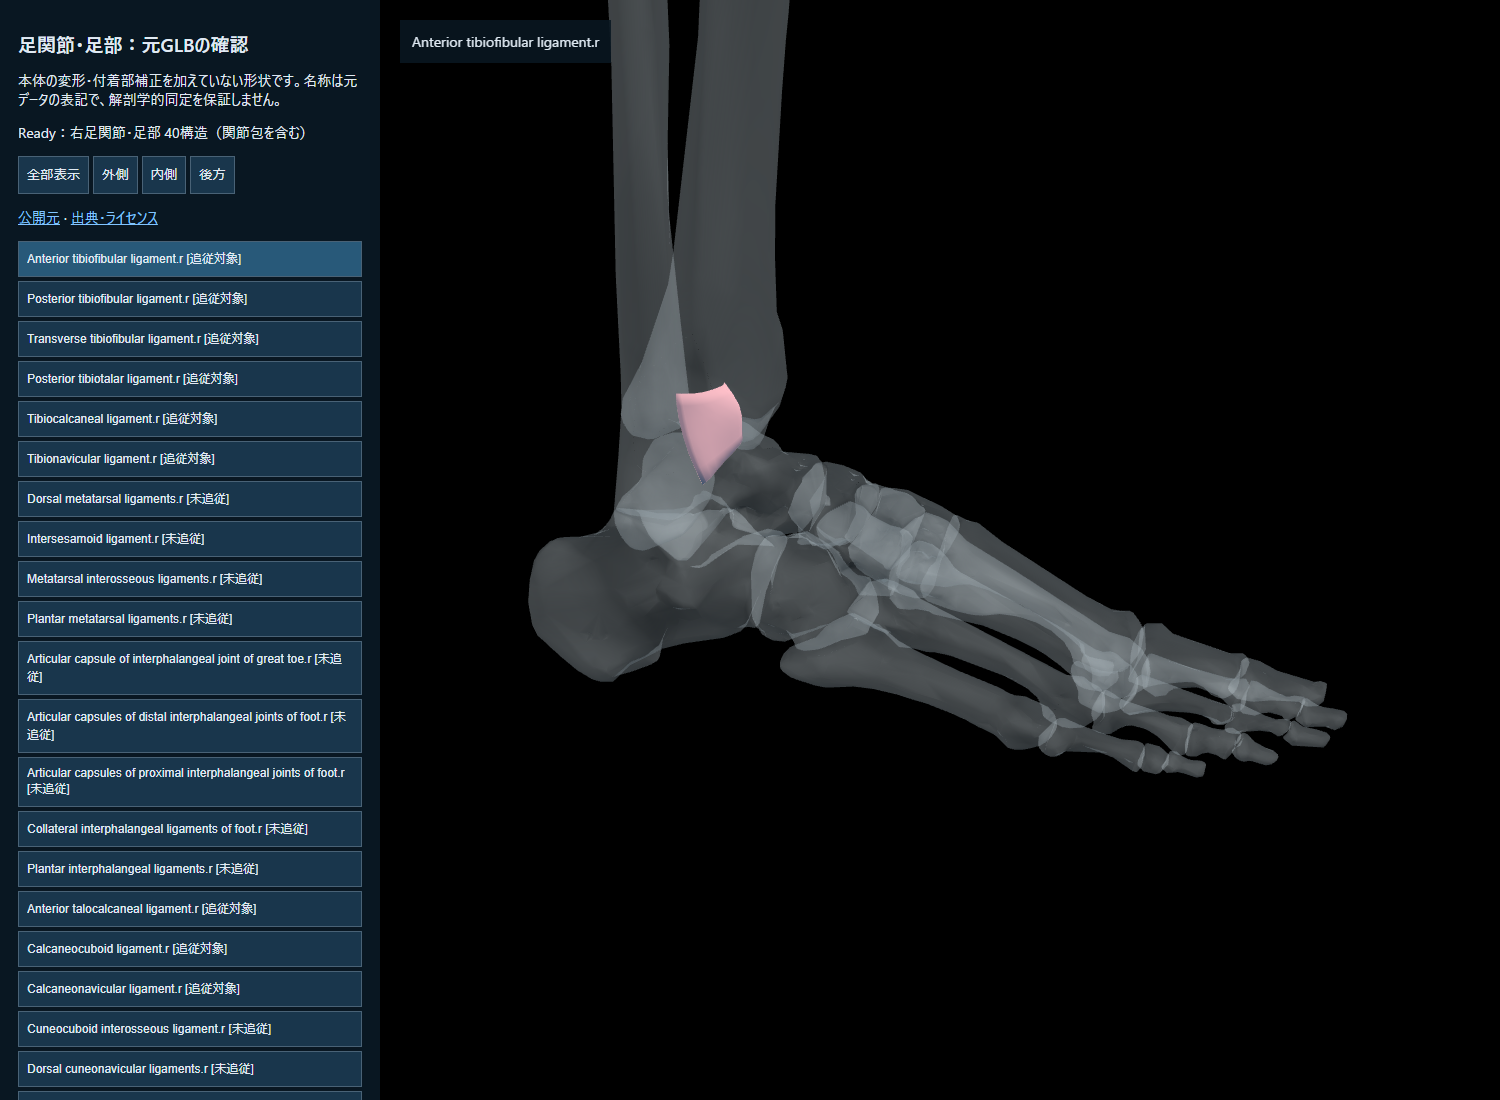 足関節・足部：元GLBの確認
本体の変形・付着部補正を加えていない形状です。名称は元
データの表記で、解剖学的同定を保証しません。
Ready：右足関節・足部 40構造（関節包を含む）
全部表示 外側 内側 後方
公開元 · 出典・ライセンス
Anterior tibiofibular ligament.r
Anterior tibiofibular ligament.r [追従対象]
Posterior tibiofibular ligament.r [追従対象]
Transverse tibiofibular ligament.r [追従対象]
Posterior tibiotalar ligament.r [追従対象]
Tibiocalcaneal ligament.r [追従対象]
Tibionavicular ligament.r [追従対象]
Dorsal metatarsal ligaments.r [未追従]
Intersesamoid ligament.r [未追従]
Metatarsal interosseous ligaments.r [未追従]
Plantar metatarsal ligaments.r [未追従]
Articular capsule of interphalangeal joint of great toe.r [未追
従]
Articular capsules of distal interphalangeal joints of foot.r [未
追従]
Articular capsules of proximal interphalangeal joints of foot.r
[未追従]
Collateral interphalangeal ligaments of foot.r [未追従]
Plantar interphalangeal ligaments.r [未追従]
Anterior talocalcaneal ligament.r [追従対象]
Calcaneocuboid ligament.r [追従対象]
Calcaneonavicular ligament.r [追従対象]
Cuneocuboid interosseous ligament.r [未追従]
Dorsal cuneonavicular ligaments.r [未追従]